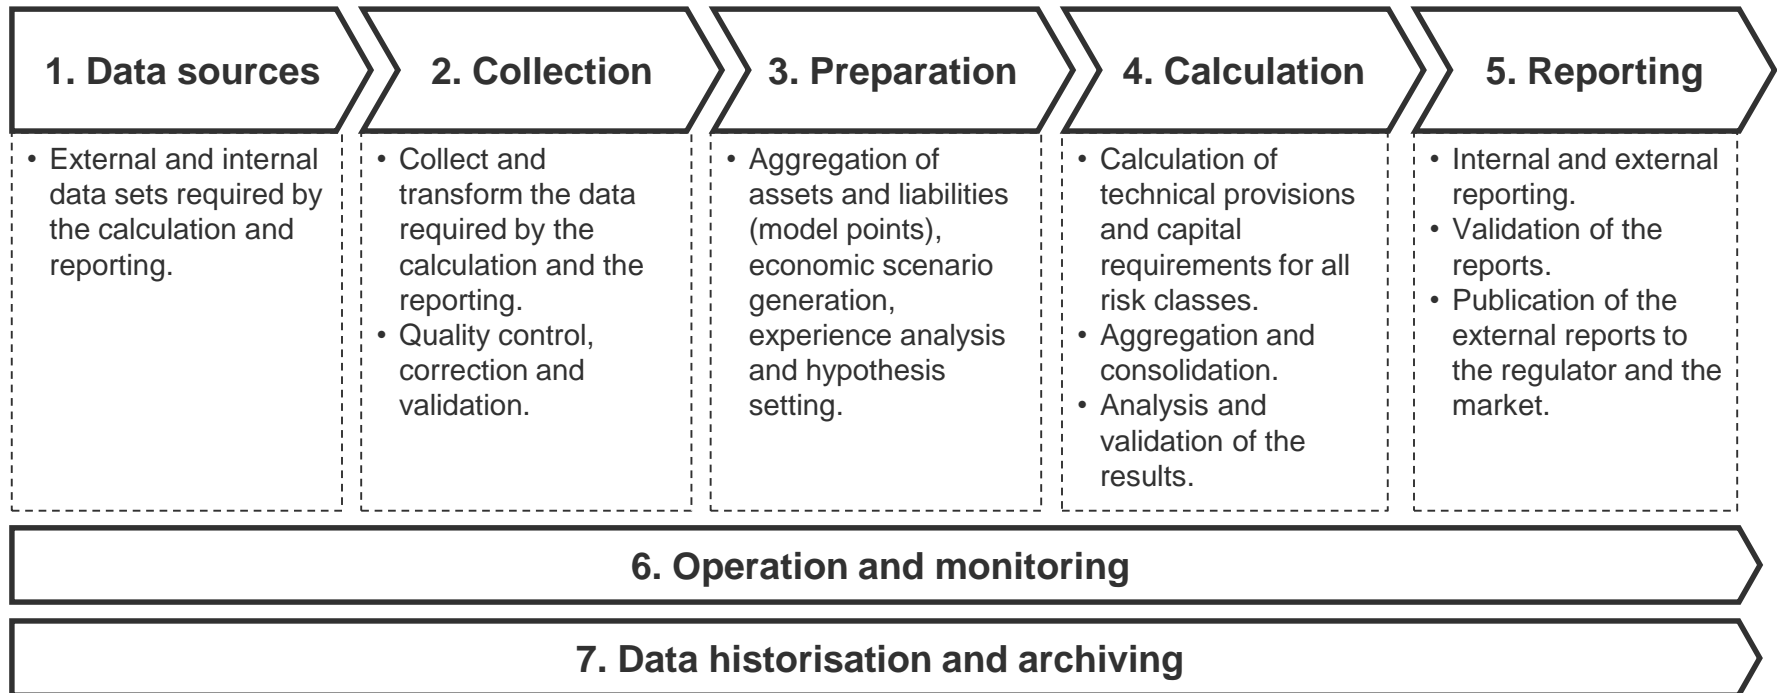 1. Data sources
• External and internal
data sets required by
the calculation and
reporting.
2. Collection
• Collect and
transform the data
required by the
calculation and the
reporting.
• Quality control,
correction and
validation.
3. Preparation
• Aggregation of
assets and liabilities
(model points),
economic scenario
generation,
experience analysis
and hypothesis
setting.
4. Calculation
• Calculation of
technical provisions
and capital
requirements for all
risk classes.
• Aggregation and
consolidation.
• Analysis and
validation of the
results.
5. Reporting
• Internal and external
reporting.
• Validation of the
reports.
• Publication of the
external reports to
the regulator and the
market.
6. Operation and monitoring
7. Data historisation and archiving